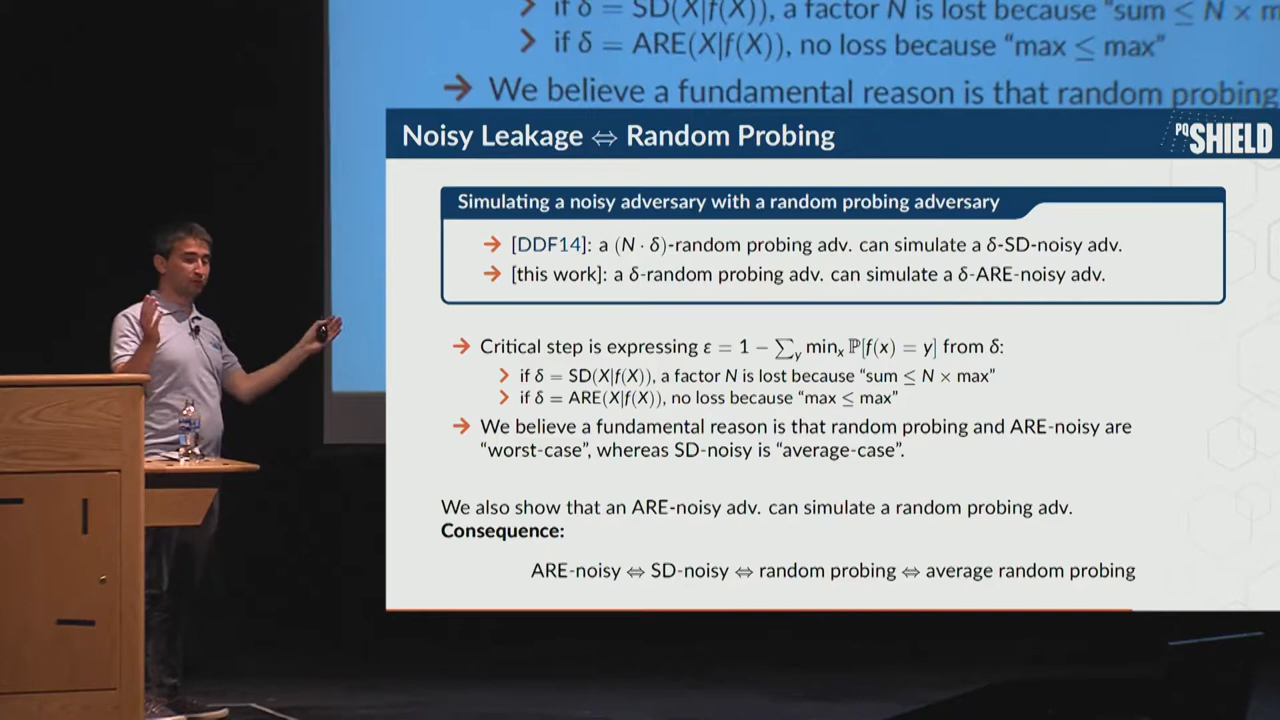 if δ = SD(X|f(X)), a factor N is lost because "sum ≤ N × m
if δ = ARE(X|f(X)), no loss because "max ≤ max"
We believe a fundamental reason is that random probing
Noisy Leakage ⇔ Random Probing
PQ SHIELD
Simulating a noisy adversary with a random probing adversary
[DDF14]: a (N · δ)-random probing adv. can simulate a δ-SD-noisy adv.
[this work]: a δ-random probing adv. can simulate a δ-ARE-noisy adv.
Critical step is expressing ε = 1 − ∑y minx ℙ[f(x) = y] from δ:
if δ = SD(X|f(X)), a factor N is lost because "sum ≤ N × max"
if δ = ARE(X|f(X)), no loss because "max ≤ max"
We believe a fundamental reason is that random probing and ARE-noisy are
"worst-case", whereas SD-noisy is "average-case".
We also show that an ARE-noisy adv. can simulate a random probing adv.
Consequence:
ARE-noisy ⇔ SD-noisy ⇔ random probing ⇔ average random probing